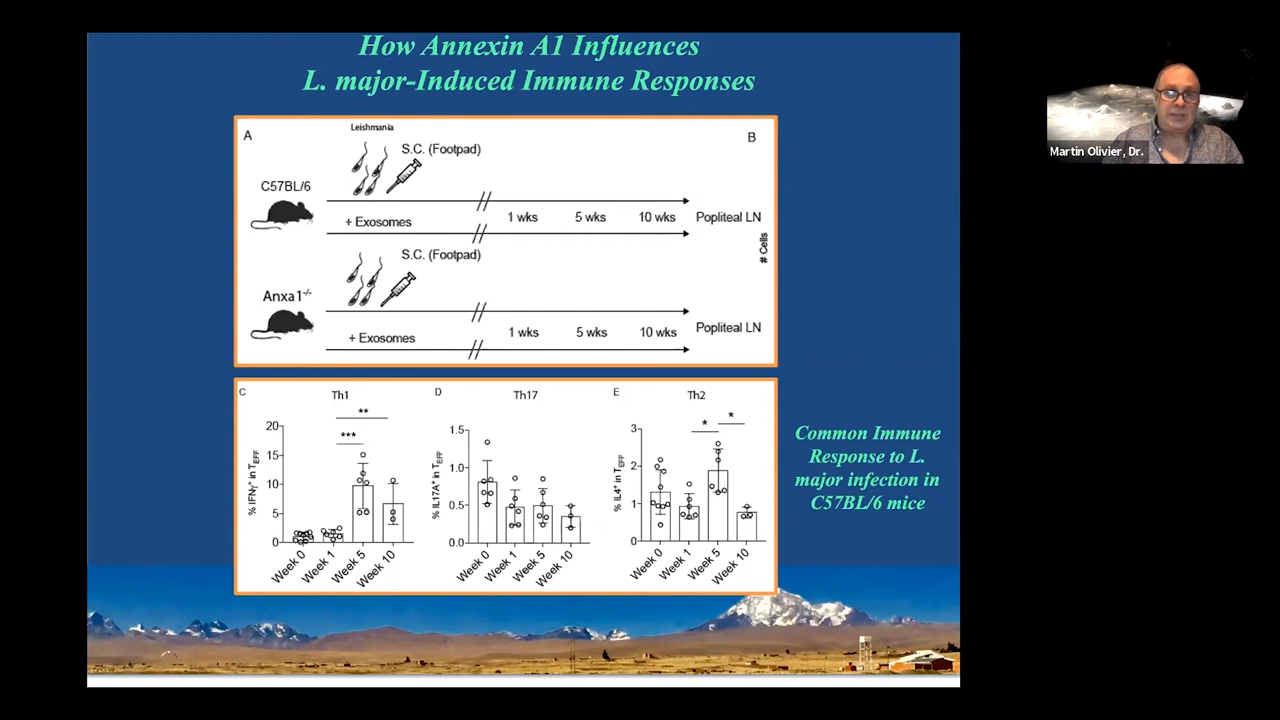 How Annexin A1 Influences
L. major-Induced Immune Responses
A
B
Leishmania
S.C. (Footpad)
C57BL/6
+ Exosomes
1 wks
5 wks
10 wks
Popliteal LN
# Cells
S.C. (Footpad)
Anxa1-/-
+ Exosomes
1 wks
5 wks
10 wks
Popliteal LN
C
Th1
**
***
% IFNγ+ in TEFF
20
15
10
5
0
Week 0
Week 1
Week 5
Week 10
D
Th17
% IL17A+ in TEFF
1.5
1.0
0.5
0.0
Week 0
Week 1
Week 5
Week 10
E
Th2
*
*
% IL4+ in TEFF
3
2
1
0
Week 0
Week 1
Week 5
Week 10
Common Immune
Response to L.
major infection in
C57BL/6 mice
Martin Olivier, Dr.